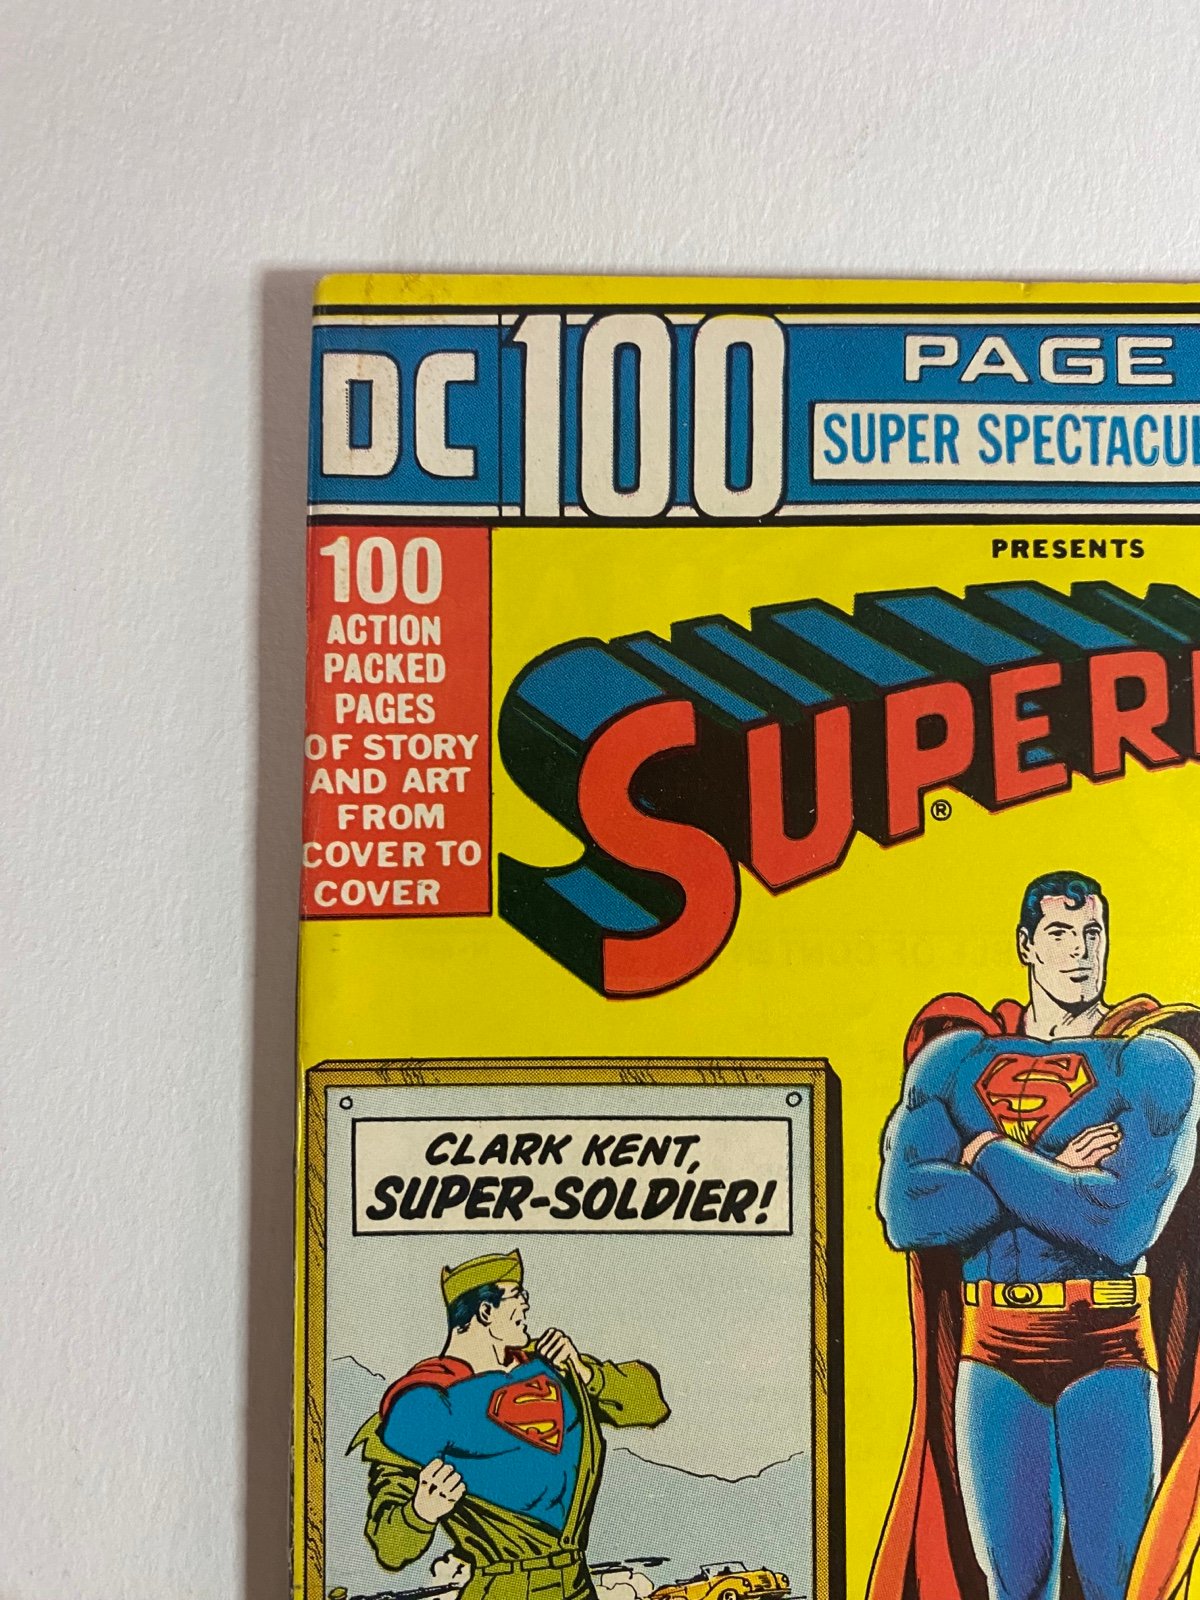 DC 100 PAGE
SUPER SPECTACUL
PRESENTS
SUPER
®
100
ACTION
PACKED
PAGES
OF STORY
AND ART
FROM
COVER TO
COVER
CLARK KENT,
SUPER-SOLDIER!
S
S